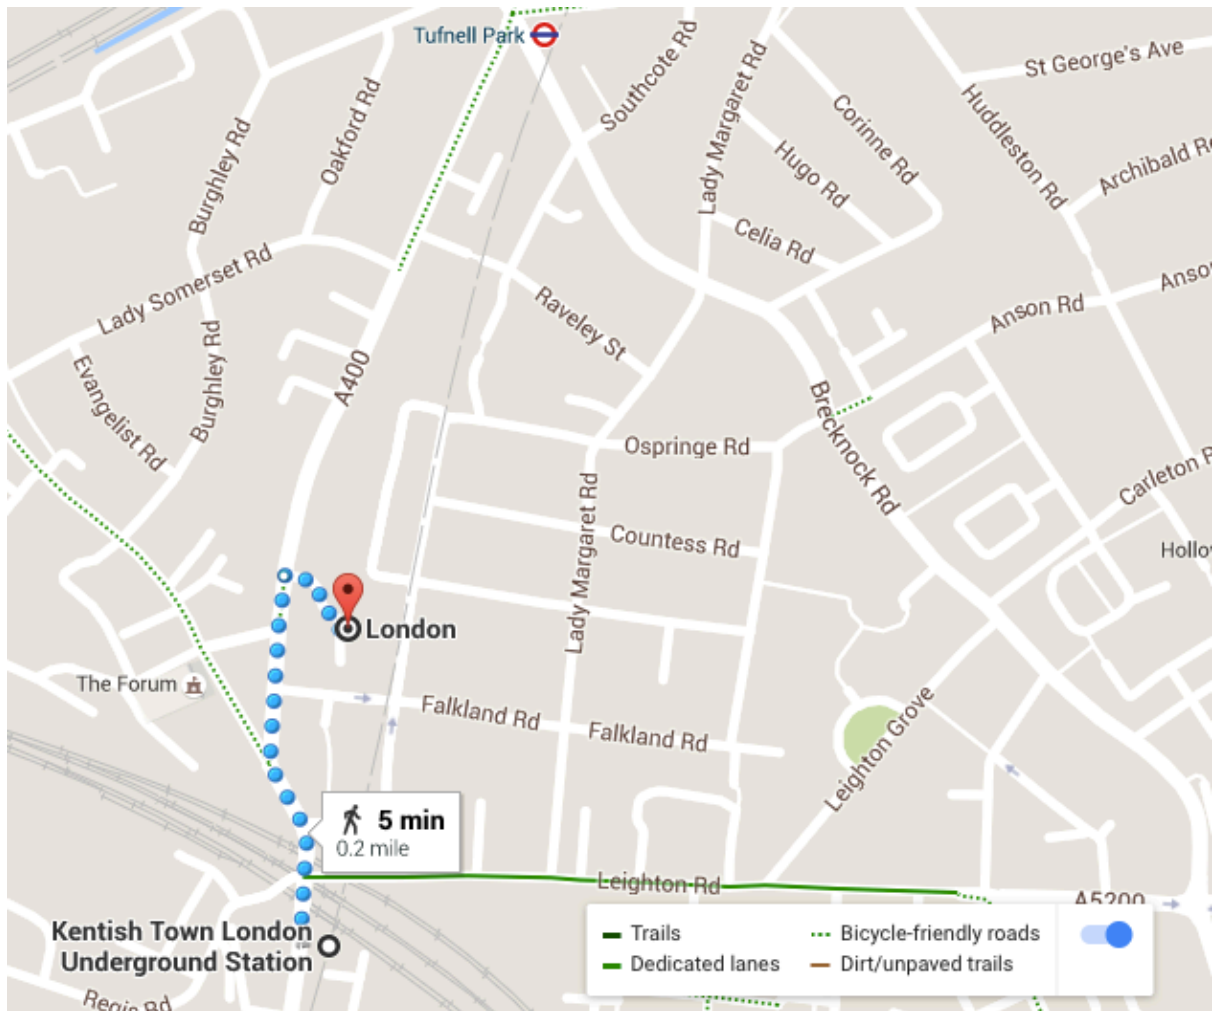 Tufnell Park
Southcote Rd
Lady Margaret Rd
St George's Ave
Corinne Rd
Huddleston Rd
Hugo Rd
Archibald
Burghley Rd
Oakford Rd
Celia Rd
Lady Somerset Rd
Raveley St
Anson Rd
Anso
Evangelist Rd
Burghley Rd
A400
Brecknock Rd
Ospringe Rd
Carleton
Lady Margaret Rd
Countess Rd
Hollo
London
The Forum
Falkland Rd
Falkland Rd
Leighton Grove
5 min
0.2 mile
Leighton Rd
A5200
Kentish Town London
Underground Station
Regis Rd
Trails
Bicycle-friendly roads
Dedicated lanes
Dirt/unpaved trails